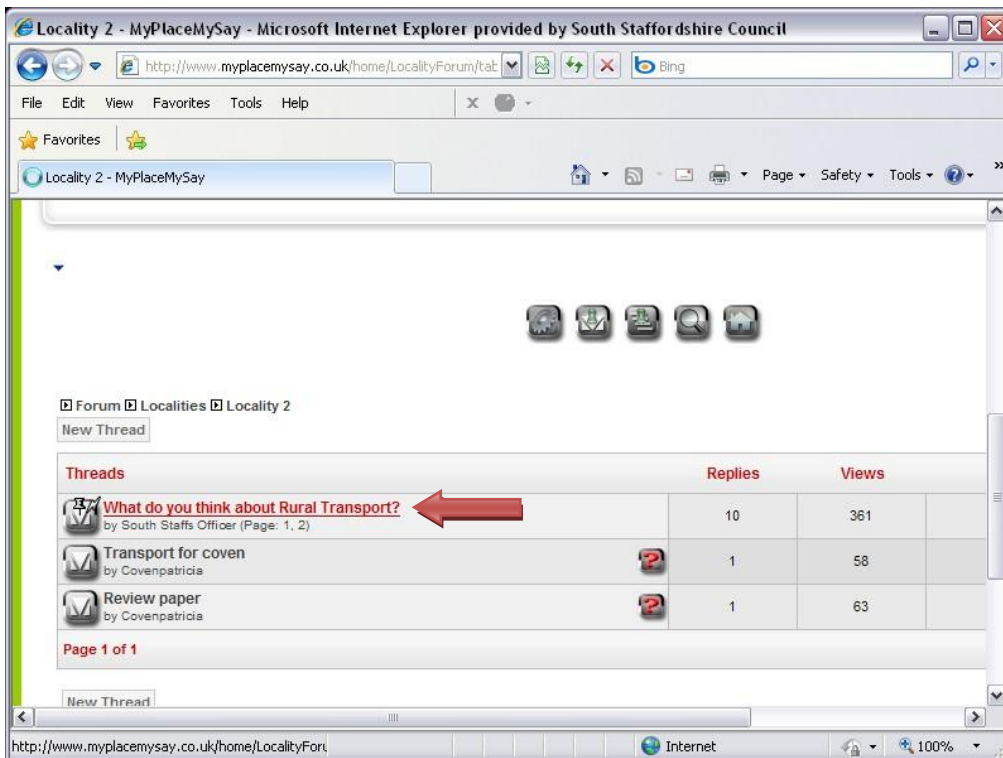 Locality 2 - MyPlaceMySay - Microsoft Internet Explorer provided by South Staffordshire Council
http://www.myplacemysay.co.uk/home/LocalityForum/tab
Bing
File Edit View Favorites Tools Help
x
Favorites
Locality 2 - MyPlaceMySay
Page Safety Tools »
Forum Localities Locality 2
New Thread
Threads Replies Views
What do you think about Rural Transport? 10 361
by South Staffs Officer (Page: 1, 2)
Transport for coven ? 1 58
by Covenpatricia
Review paper ? 1 63
by Covenpatricia
Page 1 of 1
New Thread
http://www.myplacemysay.co.uk/home/LocalityForu
Internet 100%